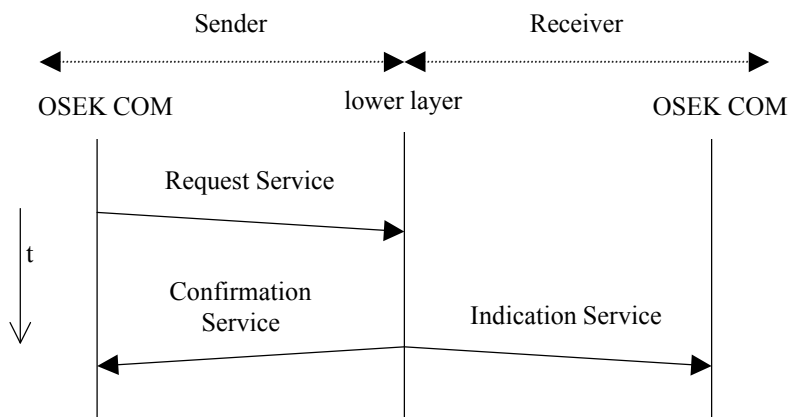 Sender
Receiver
OSEK COM
lower layer
OSEK COM
Request Service
t
Confirmation
Service
Indication Service